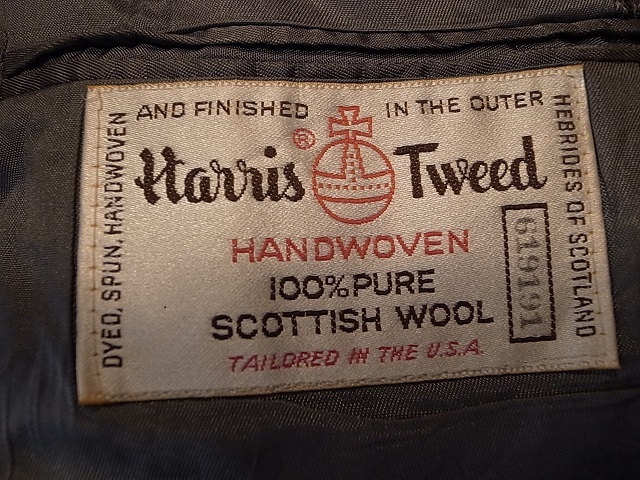 DYED, SPUN, HANDWOVEN
AND FINISHED IN THE OUTER
HEBRIDES OF SCOTLAND
Harris ® Tweed
HANDWOVEN
100% PURE
SCOTTISH WOOL
TAILORED IN THE U.S.A.
619191